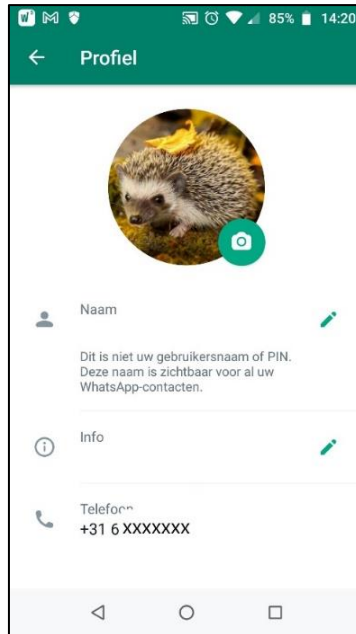 85% 14:20
Profiel
Naam
Dit is niet uw gebruikersnaam of PIN.
Deze naam is zichtbaar voor al uw
WhatsApp-contacten.
Info
Telefoon
+31 6 XXXXXXX